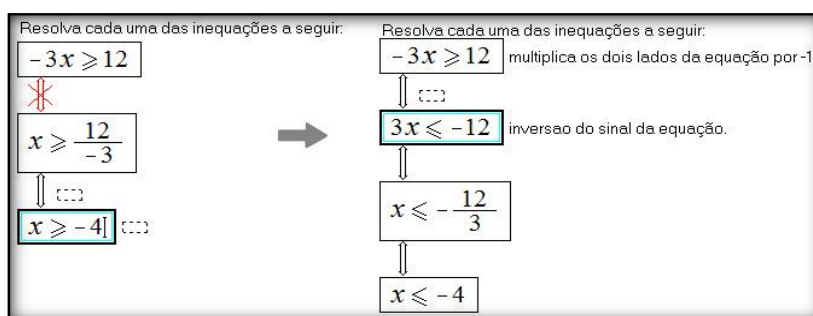 Resolva cada uma das inequações a seguir:
-3x ⩾ 12
x ⩾ 12/-3
x ⩾ -4
Resolva cada uma das inequações a seguir:
-3x ⩾ 12 multiplica os dois lados da equação por -1
3x ⩽ -12 inversao do sinal da equação.
x ⩽ -12/3
x ⩽ -4